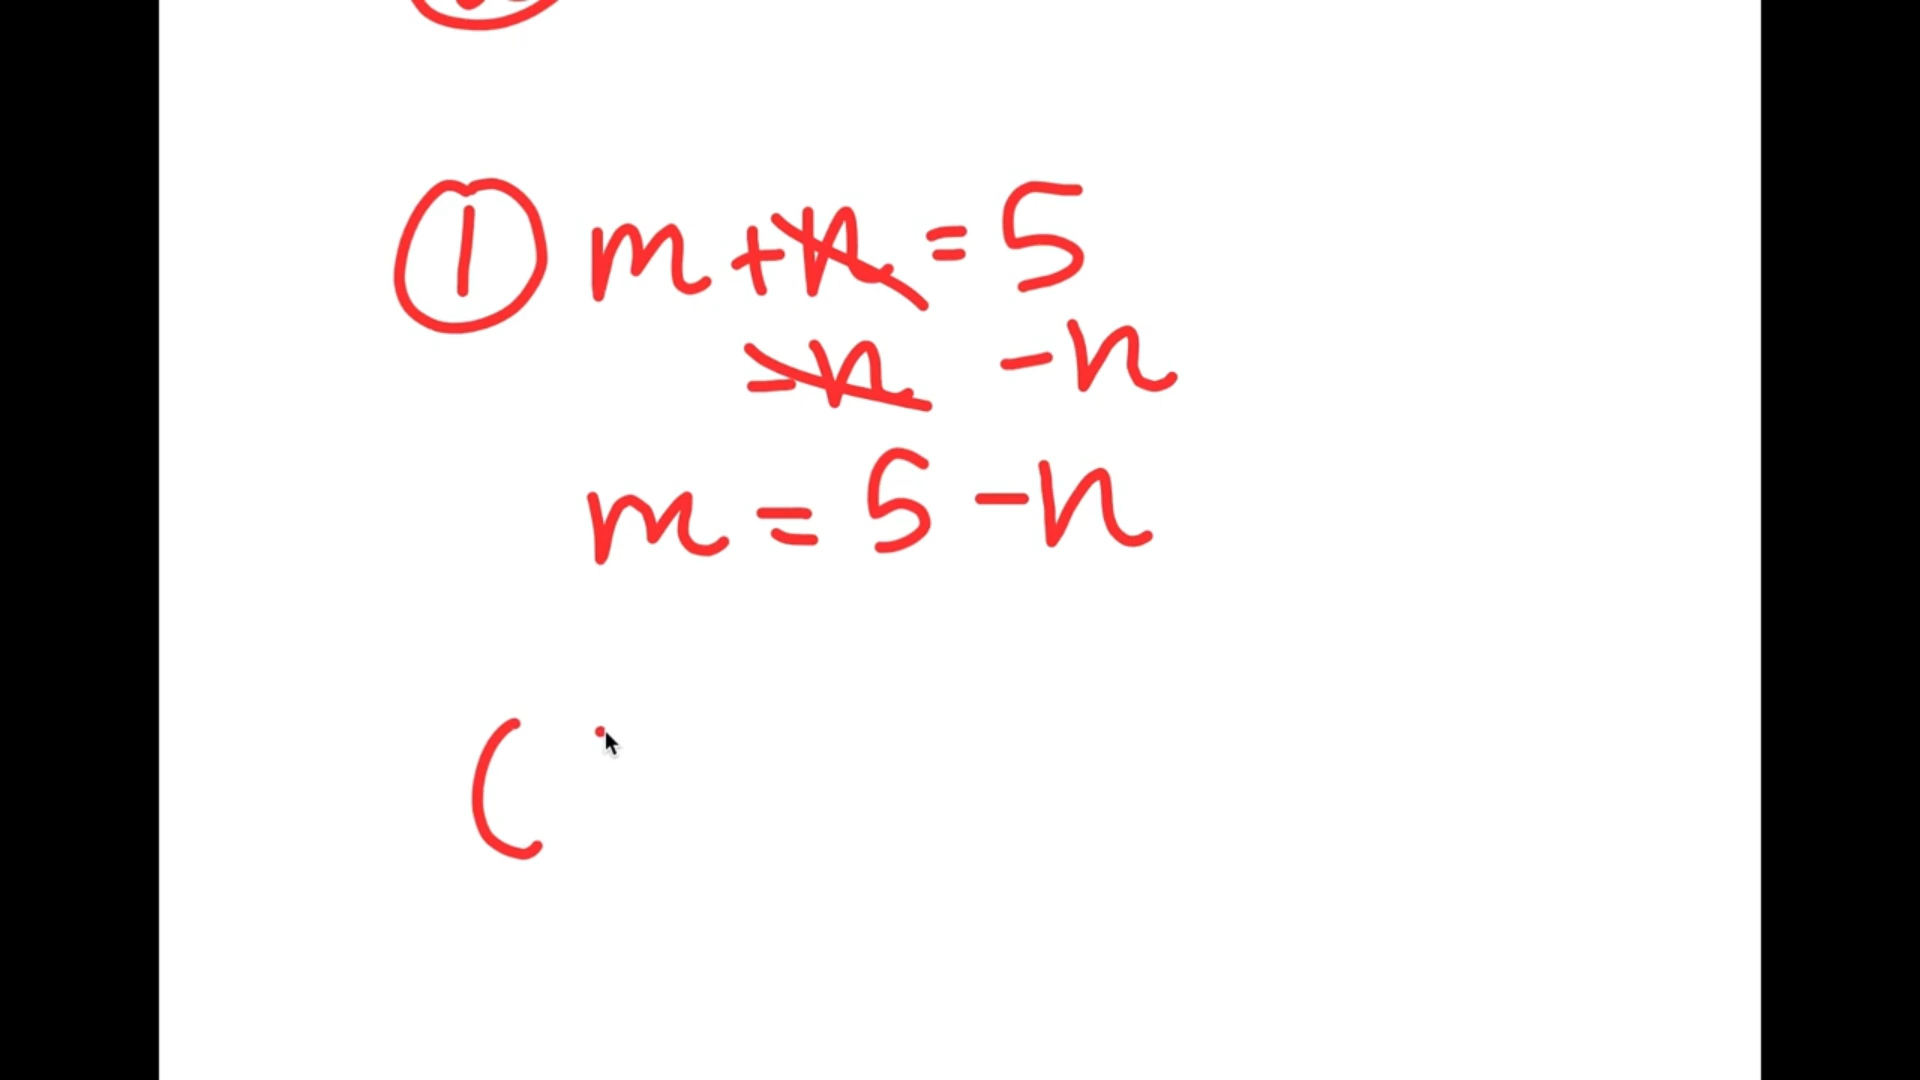 ① m + n = 5
- n - n
m = 5 - n
(